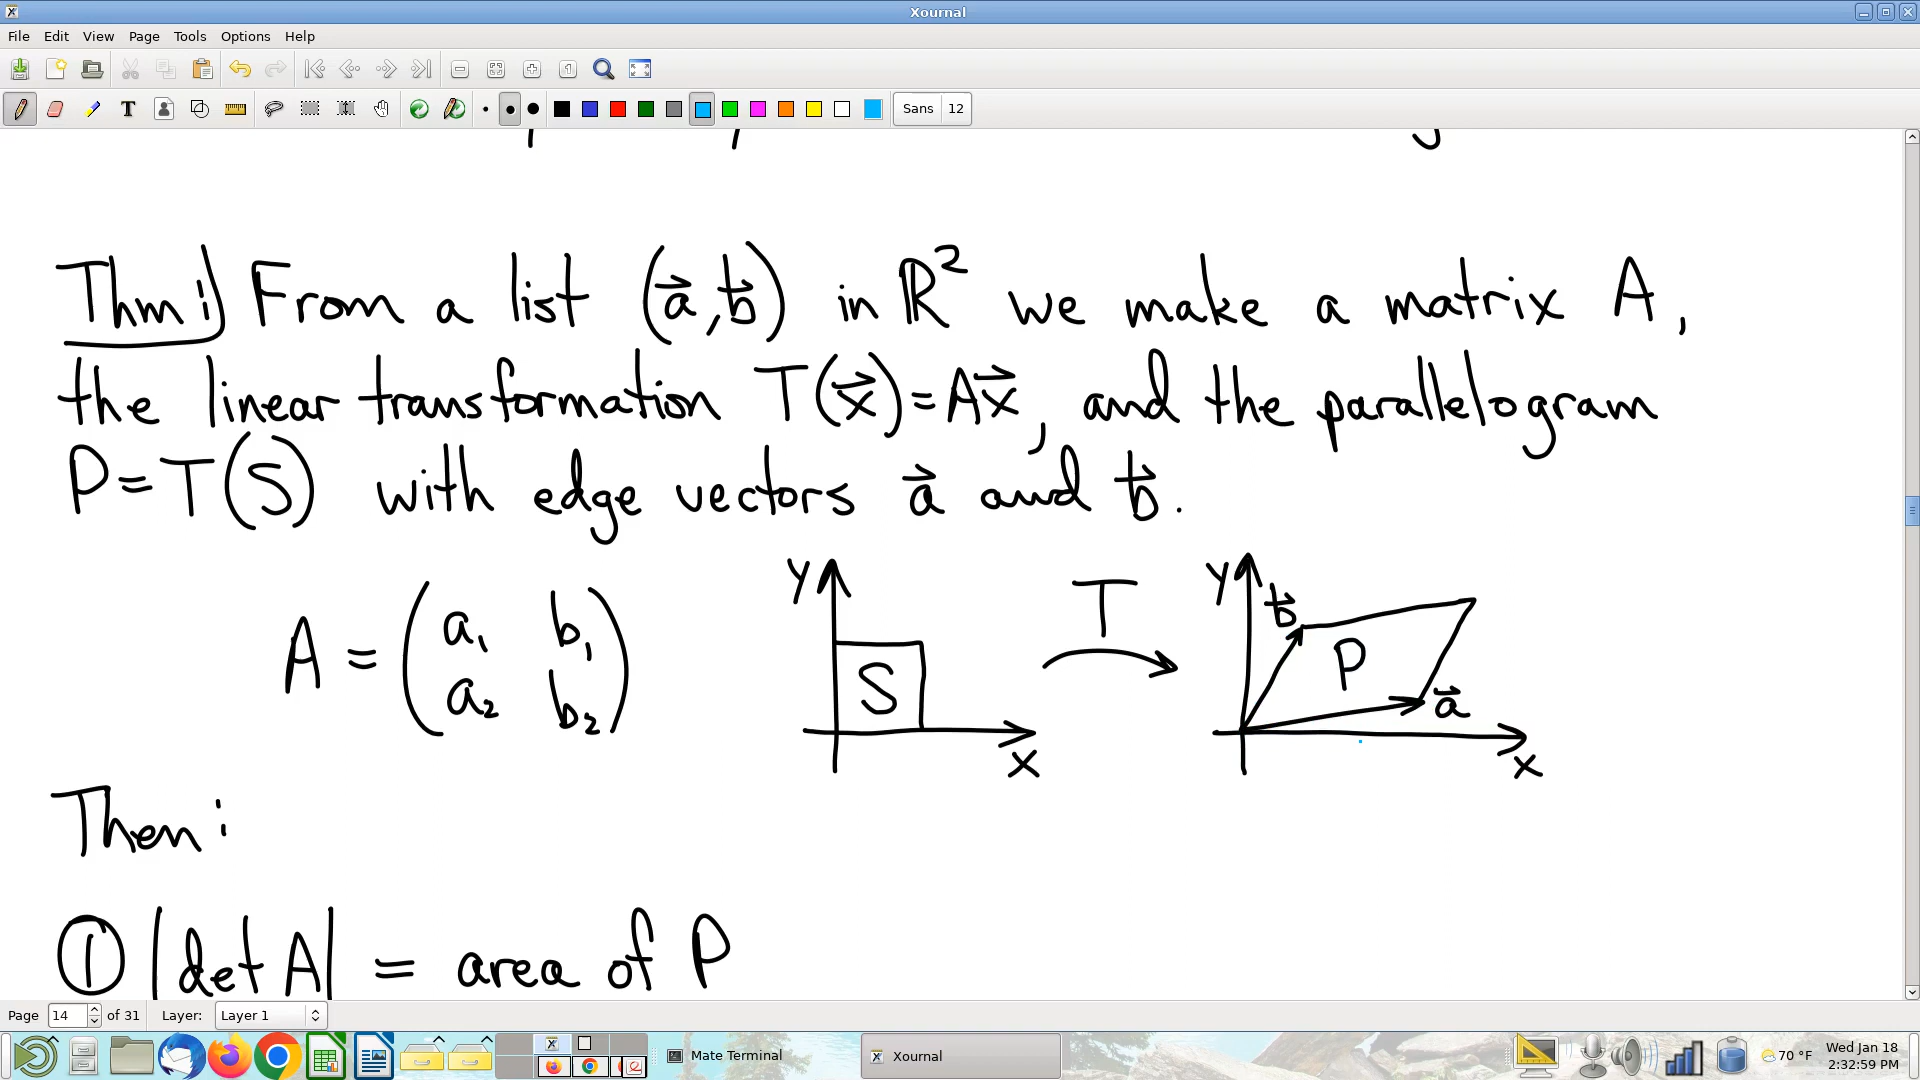 Xournal
File Edit View Page Tools Options Help
Sans 12
Thm:) From a list (a⃗,b⃗) in ℝ² we make a matrix A,
the linear transformation T(x⃗)=Ax⃗, and the parallelogram
P=T(S) with edge vectors a⃗ and b⃗.
A = (a₁ b₁
a₂ b₂)
y S x
T
y b⃗ P a⃗ x
Then:
① |det A| = area of P
Page 14 of 31 Layer: Layer 1
Mate Terminal Xournal 70 °F Wed Jan 18
2:32:59 PM